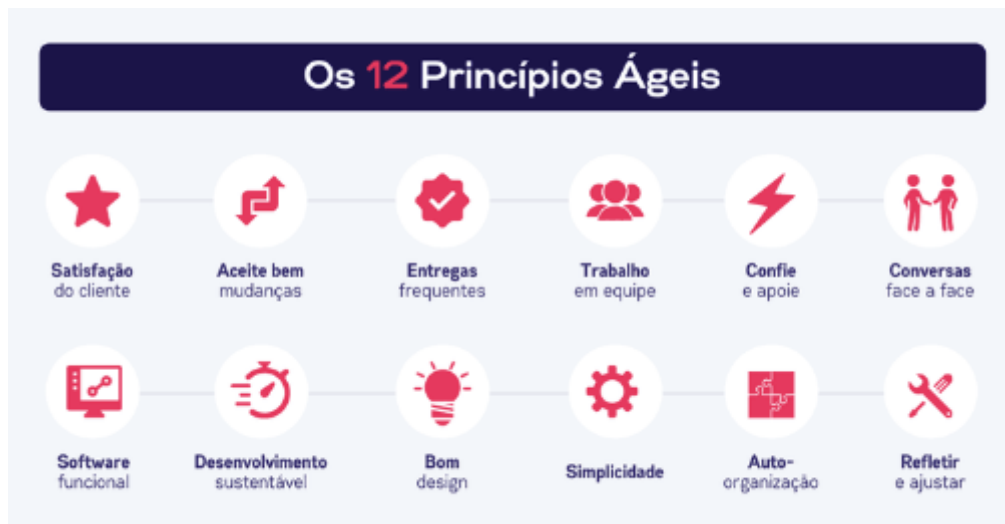 Os 12 Princípios Ágeis
Satisfação
do cliente
Aceite bem
mudanças
Entregas
frequentes
Trabalho
em equipe
Confie
e apoie
Conversas
face a face
Software
funcional
Desenvolvimento
sustentável
Bom
design
Simplicidade
Auto-
organização
Refletir
e ajustar